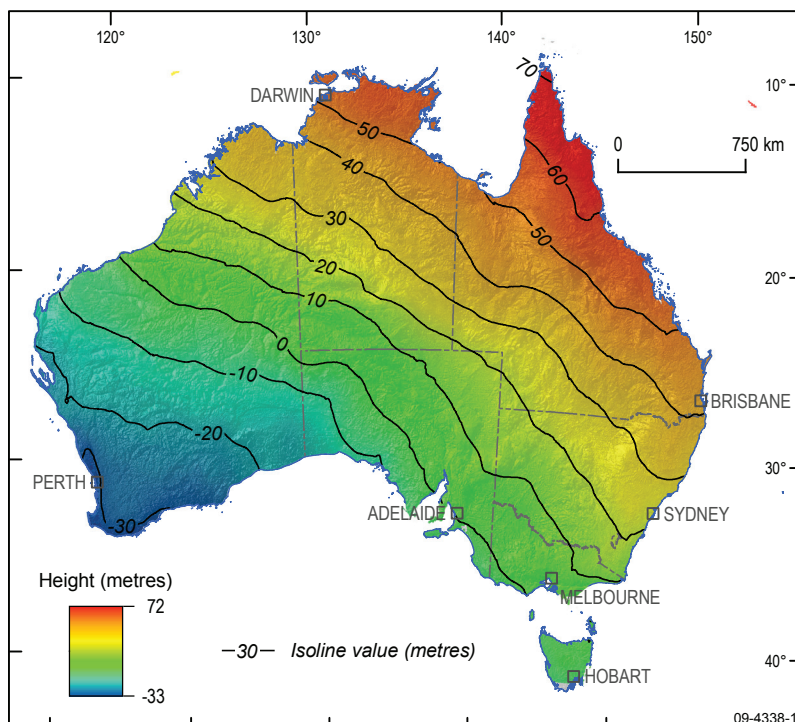 120° 130° 140° 150°
70
DARWIN
10°
50
0 750 km
40
60
30
50
20
20°
10
0
-10
BRISBANE
-20
30°
PERTH
ADELAIDE
SYDNEY
-30
Height (metres)
MELBOURNE
72
30 Isoline value (metres)
-33
40°
HOBART
09-4338-1